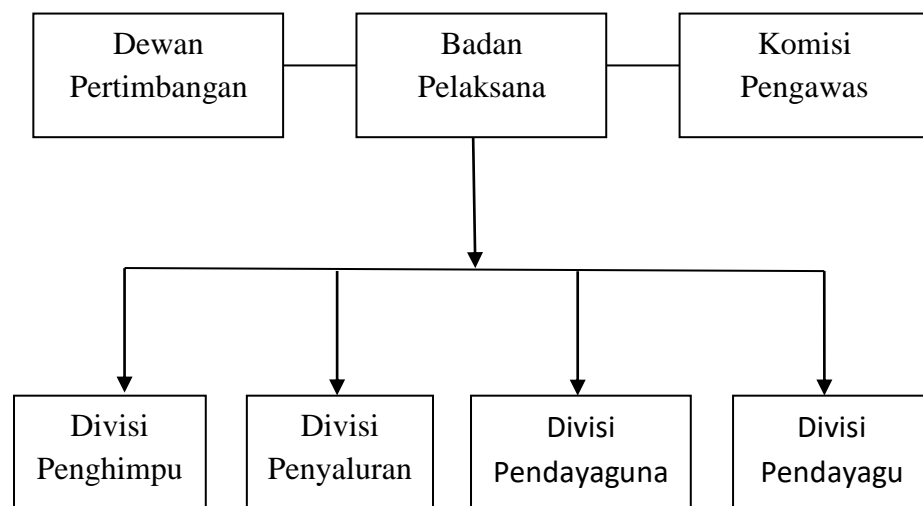 Dewan
Pertimbangan
Badan
Pelaksana
Komisi
Pengawas
Divisi
Penghimpu
Divisi
Penyaluran
Divisi
Pendayaguna
Divisi
Pendayagu